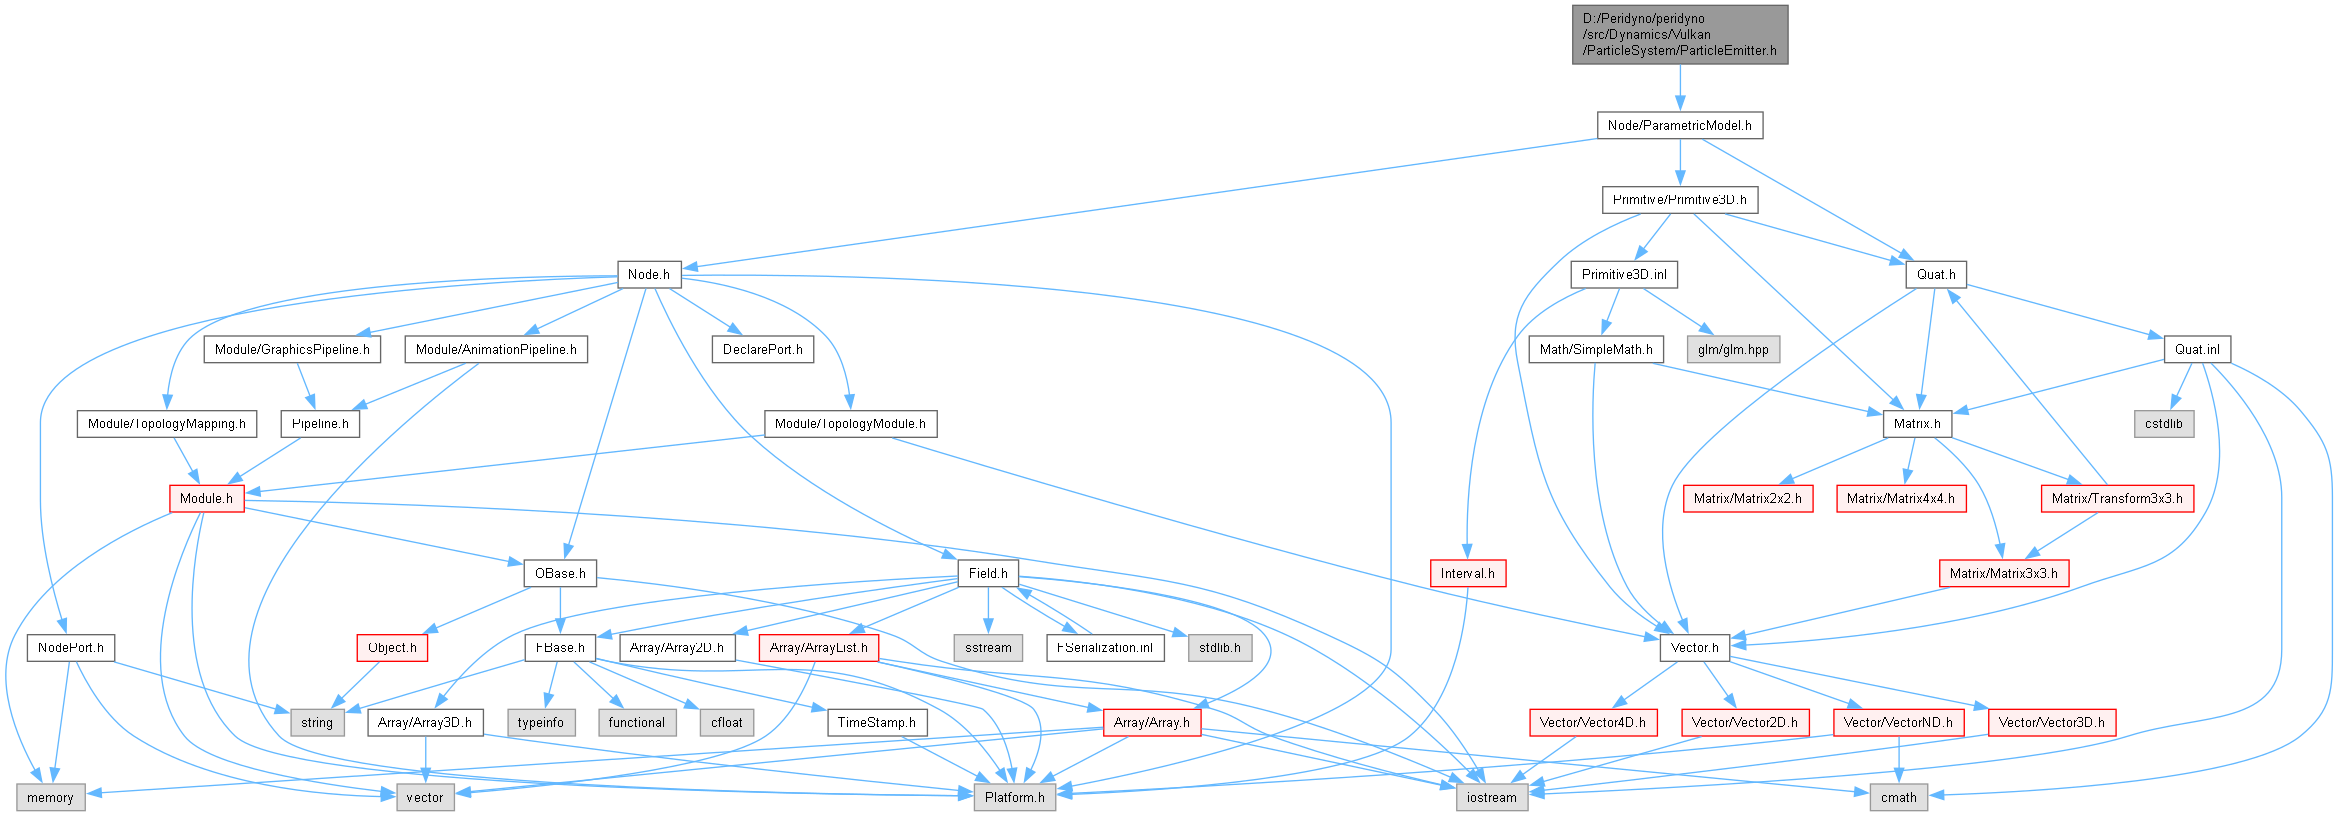 D:/Peridyno/peridyno
/src/Dynamics/Vulkan
/ParticleSystem/ParticleEmitter.h
Node/ParametricModel.h
Primitive/Primitive3D.h
Node.h
Primitive3D.inl
Quat.h
Module/GraphicsPipeline.h
Module/AnimationPipeline.h
DeclarePort.h
Math/SimpleMath.h
glm/glm.hpp
Quat.inl
Module/TopologyMapping.h
Pipeline.h
Module/TopologyModule.h
Matrix.h
cstdlib
Module.h
Matrix/Matrix2x2.h
Matrix/Matrix4x4.h
Matrix/Transform3x3.h
OBase.h
Field.h
Interval.h
Matrix/Matrix3x3.h
NodePort.h
Object.h
FBase.h
Array/Array2D.h
Array/ArrayList.h
sstream
FSerialization.inl
stdlib.h
Vector.h
string
Array/Array3D.h
typeinfo
functional
cfloat
TimeStamp.h
Array/Array.h
Vector/Vector4D.h
Vector/Vector2D.h
Vector/VectorND.h
Vector/Vector3D.h
memory
vector
Platform.h
iostream
cmath